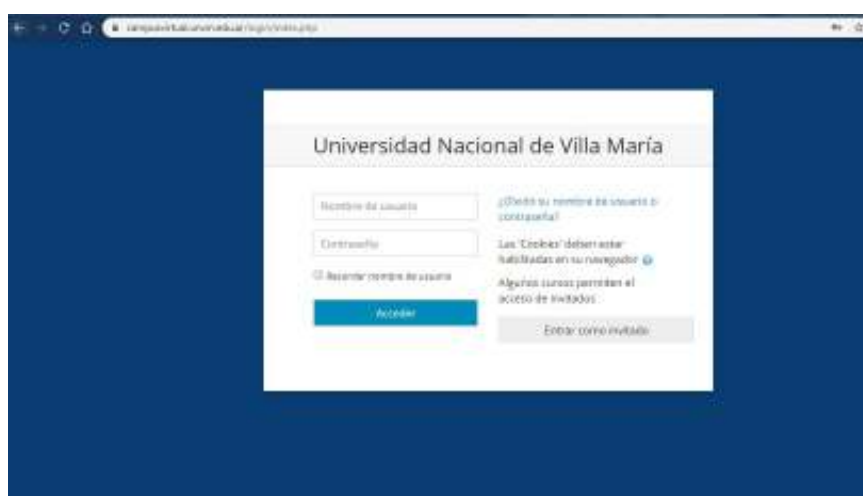 campusvirtual.unvm.edu.ar/login/index.php
Universidad Nacional de Villa María
Nombre de usuario
Contraseña
Recordar nombre de usuario
Acceder
¿Olvidó su nombre de usuario o
contraseña?
Las 'Cookies' deben estar
habilitadas en su navegador
Algunos cursos permiten el
acceso de invitados
Entrar como invitado